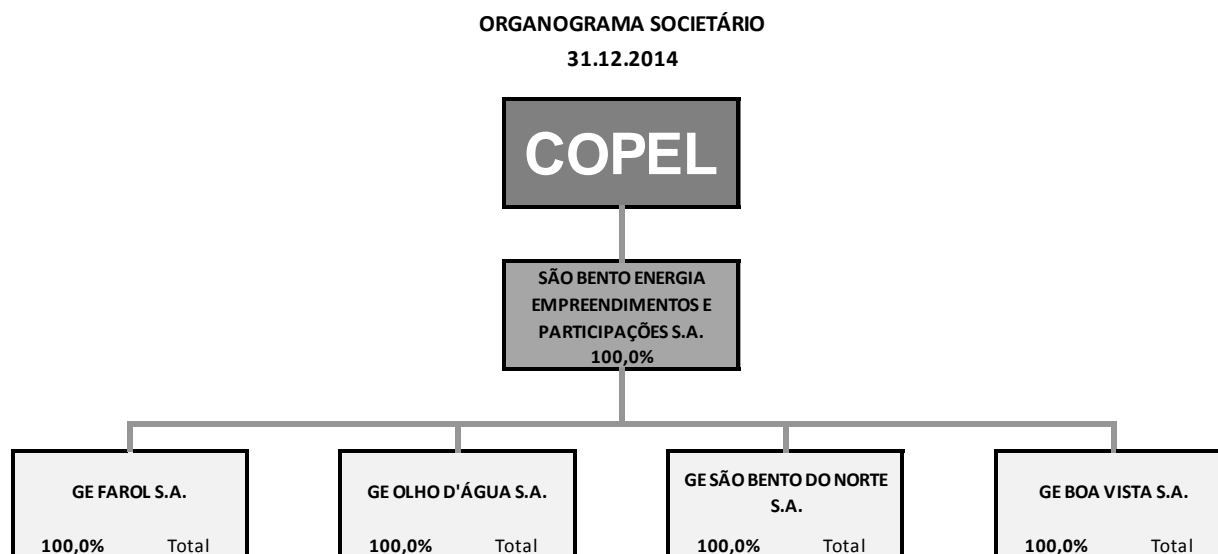 ORGANOGRAMA SOCIETÁRIO
31.12.2014
COPEL
SÃO BENTO ENERGIA
EMPREENDIMENTOS E
PARTICIPAÇÕES S.A.
100,0%
GE FAROL S.A.
100,0% Total
GE OLHO D'ÁGUA S.A.
100,0% Total
GE SÃO BENTO DO NORTE
S.A.
100,0% Total
GE BOA VISTA S.A.
100,0% Total